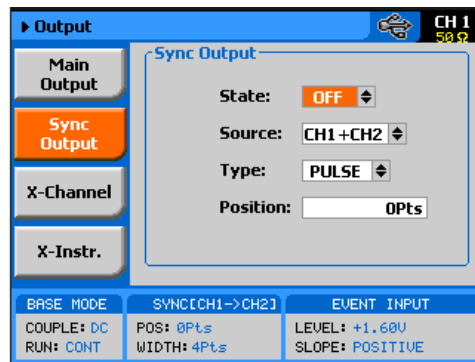 Output
CH 1
50 Ω
Main
Output
Sync
Output
X-Channel
X-Instr.
Sync Output
State: OFF
Source: CH1+CH2
Type: PULSE
Position: 0Pts
BASE MODE
COUPLE: DC
RUN: CONT
SYNC[CH1->CH2]
POS: 0Pts
WIDTH: 4Pts
EVENT INPUT
LEVEL: +1.60V
SLOPE: POSITIVE